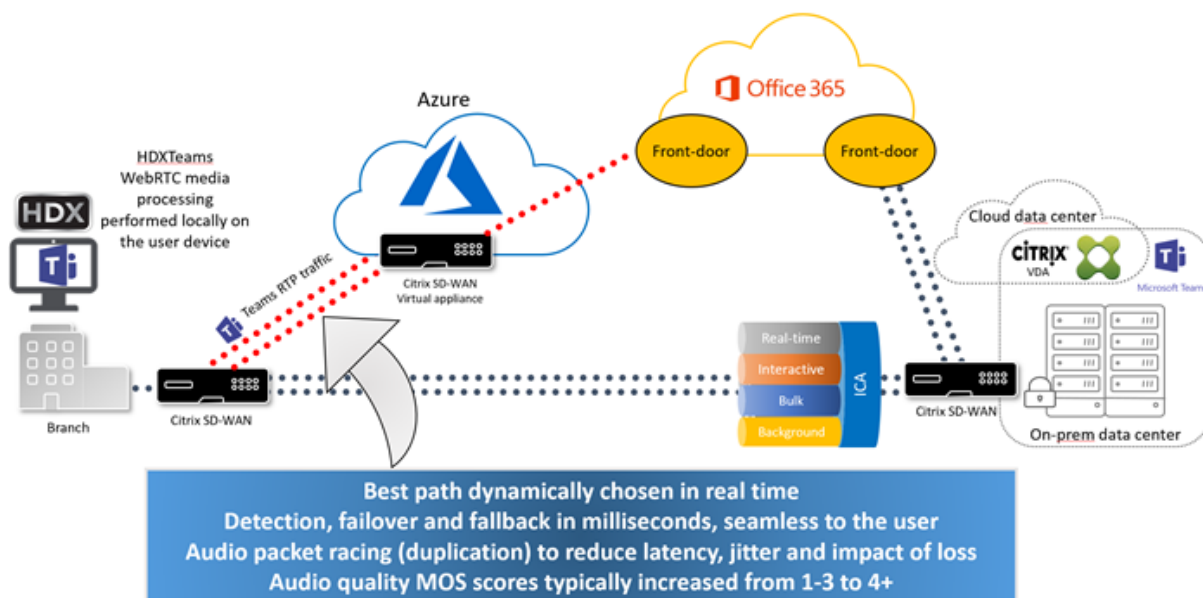 Office 365
Azure
Front-door
Front-door
HDXTeams
WebRTC media
processing
performed locally on
the user device
HDX
Cloud data center
CITRIX
VDA
Microsoft Team
Teams RTP traffic
Citrix SD-WAN
Virtual appliance
Real-time
Interactive
Bulk
Background
ICA
Branch
Citrix SD-WAN
Citrix SD-WAN
On-prem data center
Best path dynamically chosen in real time
Detection, failover and fallback in milliseconds, seamless to the user
Audio packet racing (duplication) to reduce latency, jitter and impact of loss
Audio quality MOS scores typically increased from 1-3 to 4+